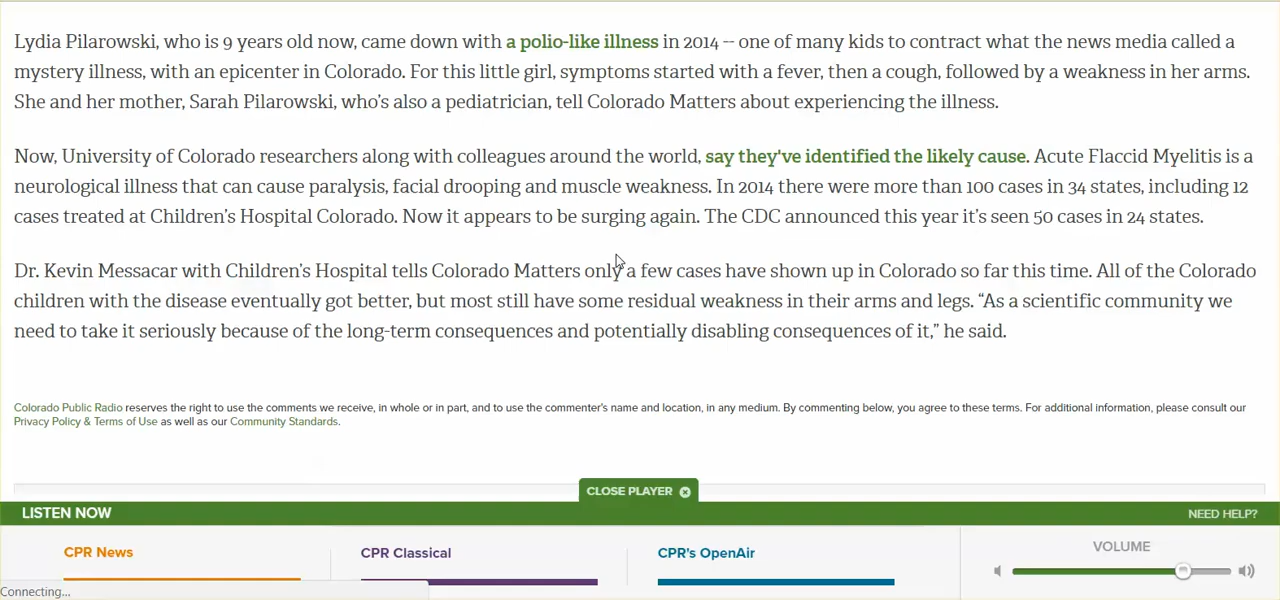 Lydia Pilarowski, who is 9 years old now, came down with a polio-like illness in 2014 -- one of many kids to contract what the news media called a
mystery illness, with an epicenter in Colorado. For this little girl, symptoms started with a fever, then a cough, followed by a weakness in her arms.
She and her mother, Sarah Pilarowski, who’s also a pediatrician, tell Colorado Matters about experiencing the illness.
Now, University of Colorado researchers along with colleagues around the world, say they've identified the likely cause. Acute Flaccid Myelitis is a
neurological illness that can cause paralysis, facial drooping and muscle weakness. In 2014 there were more than 100 cases in 34 states, including 12
cases treated at Children’s Hospital Colorado. Now it appears to be surging again. The CDC announced this year it’s seen 50 cases in 24 states.
Dr. Kevin Messacar with Children’s Hospital tells Colorado Matters only a few cases have shown up in Colorado so far this time. All of the Colorado
children with the disease eventually got better, but most still have some residual weakness in their arms and legs. “As a scientific community we
need to take it seriously because of the long-term consequences and potentially disabling consequences of it,” he said.
Colorado Public Radio reserves the right to use the comments we receive, in whole or in part, and to use the commenter's name and location, in any medium. By commenting below, you agree to these terms. For additional information, please consult our
Privacy Policy & Terms of Use as well as our Community Standards.
CLOSE PLAYER
LISTEN NOW NEED HELP?
CPR News CPR Classical CPR's OpenAir VOLUME
Connecting...